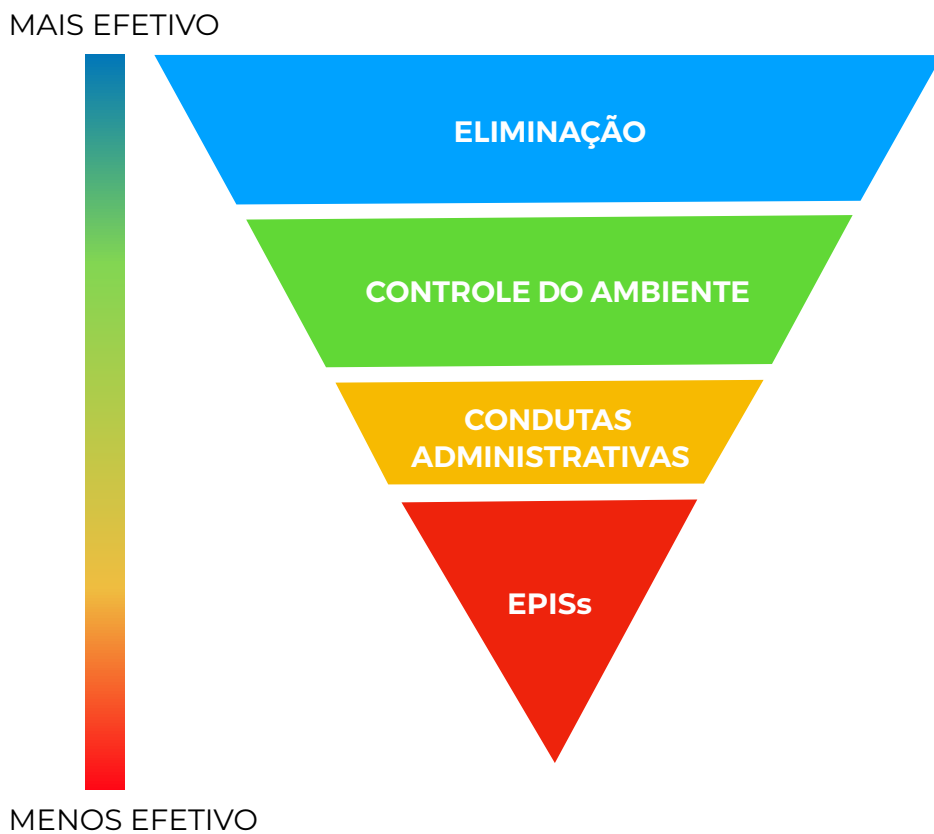 MAIS EFETIVO
ELIMINAÇÃO
CONTROLE DO AMBIENTE
CONDUTAS
ADMINISTRATIVAS
EPISs
MENOS EFETIVO